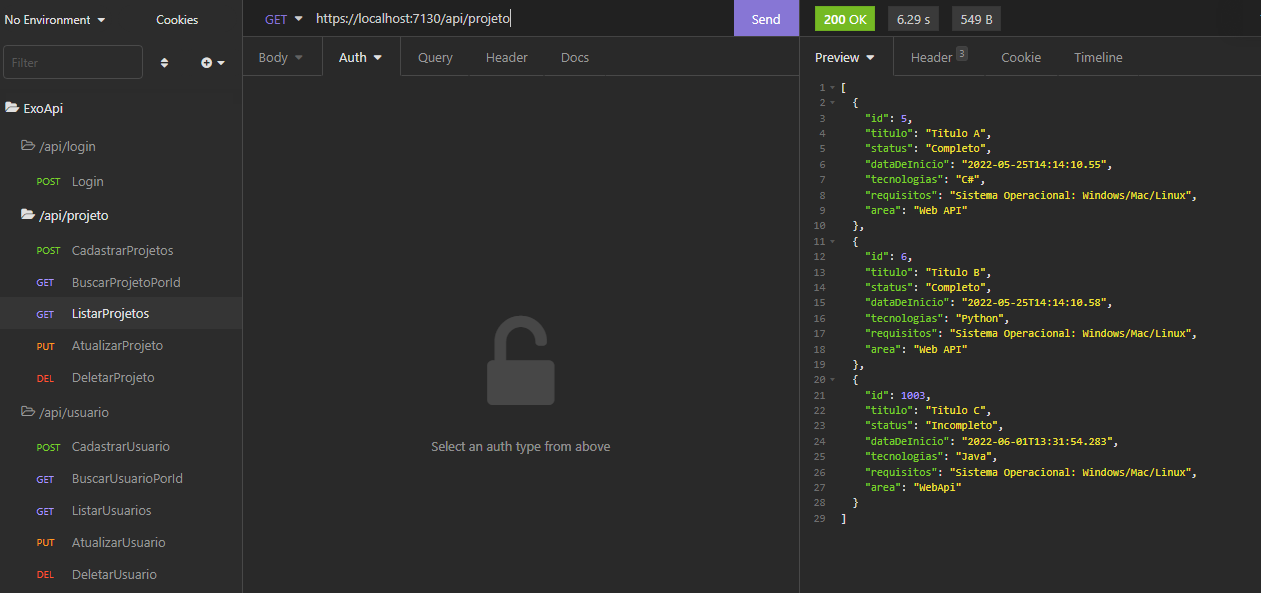 No Environment
Cookies
Filter
ExoApi
/api/login
POST Login
/api/projeto
POST CadastrarProjetos
GET BuscarProjetoPorId
GET ListarProjetos
PUT AtualizarProjeto
DEL DeletarProjeto
/api/usuario
POST CadastrarUsuario
GET BuscarUsuarioPorId
GET ListarUsuarios
PUT AtualizarUsuario
DEL DeletarUsuario
GET https://localhost:7130/api/projeto Send
Body Auth Query Header Docs
Select an auth type from above
200 OK 6.29 s 549 B
Preview Header 3 Cookie Timeline
1 [
2 {
3 "id": 5,
4 "titulo": "Titulo A",
5 "status": "Completo",
6 "dataDeInicio": "2022-05-25T14:14:10.55",
7 "tecnologias": "C#",
8 "requisitos": "Sistema Operacional: Windows/Mac/Linux",
9 "area": "Web API"
10 },
11 {
12 "id": 6,
13 "titulo": "Titulo B",
14 "status": "Completo",
15 "dataDeInicio": "2022-05-25T14:14:10.58",
16 "tecnologias": "Python",
17 "requisitos": "Sistema Operacional: Windows/Mac/Linux",
18 "area": "Web API"
19 },
20 {
21 "id": 1003,
22 "titulo": "Titulo C",
23 "status": "Incompleto",
24 "dataDeInicio": "2022-06-01T13:31:54.283",
25 "tecnologias": "Java",
26 "requisitos": "Sistema Operacional: Windows/Mac/Linux",
27 "area": "WebApi"
28 }
29 ]